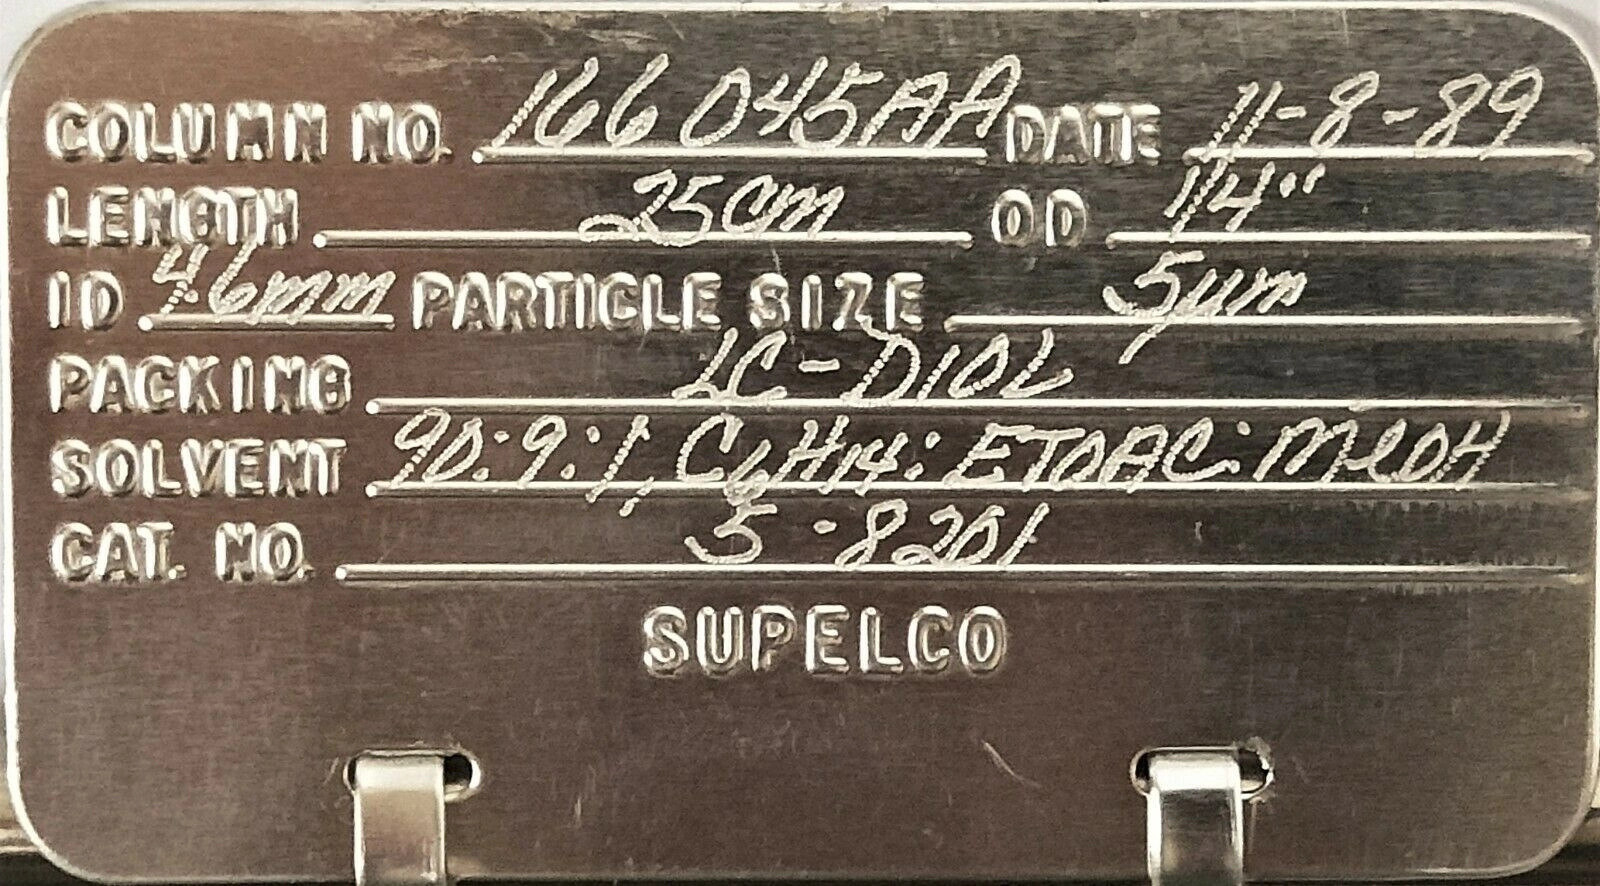 COLUMN NO. 166045AA DATE 11-8-89
LENGTH 25cm OD 1/4"
ID 4.6mm PARTICLE SIZE 5μm
PACKING LC-DIOL
SOLVENT 90:9:1, C6H14: ETOAC: MeOH
CAT. NO. 5-8201
SUPELCO